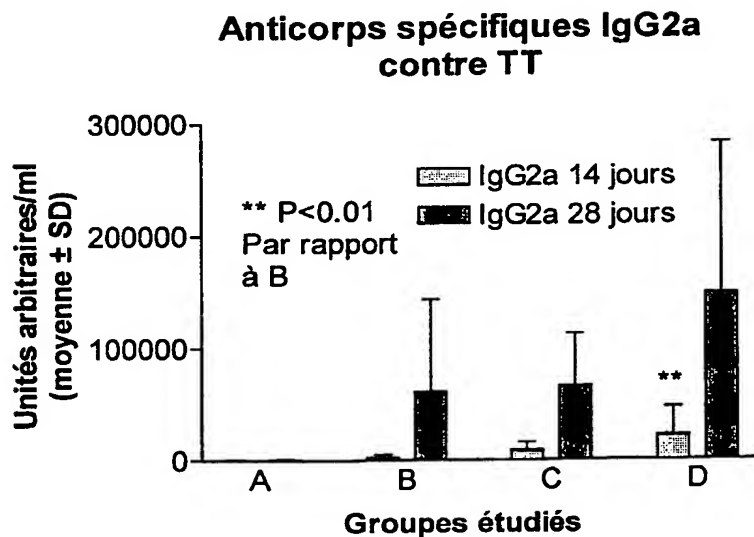 Anticorps spécifiques IgG2a
contre TT
Unités arbitraires/ml
(moyenne ± SD)
300000
200000
100000
0
** P<0.01
Par rapport
à B
IgG2a 14 jours
IgG2a 28 jours
**
A B C D
Groupes étudiés